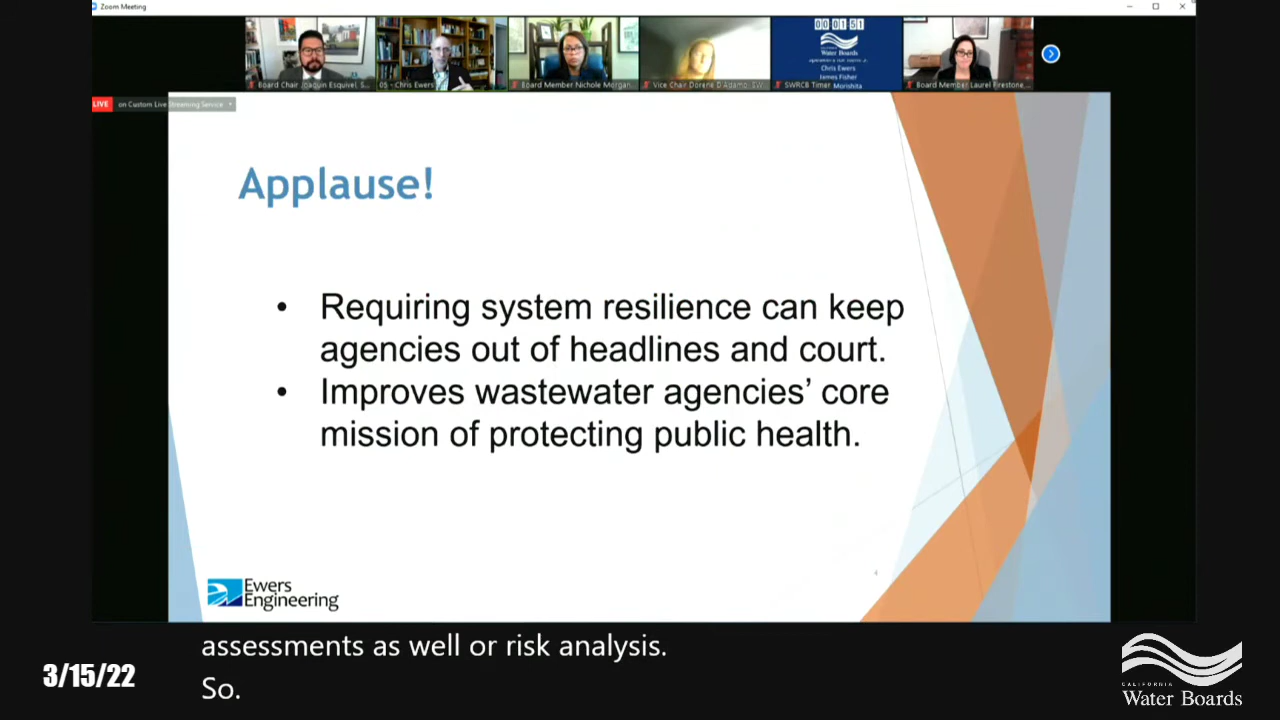 Zoom Meeting
00:01:51
Water Boards
Chris Ewers
James Fisher
Morishita
Board Chair Joaquin Esquivel, S...
05 - Chris Ewers
Board Member Nichole Morgan
Vice Chair Dorene D'Adamo, SW
SWRCB Timer
Board Member Laurel Firestone...
LIVE on Custom Live Streaming Service
Applause!
• Requiring system resilience can keep
agencies out of headlines and court.
• Improves wastewater agencies’ core
mission of protecting public health.
4
Ewers
Engineering
assessments as well or risk analysis.
So.
3/15/22
CALIFORNIA
Water Boards